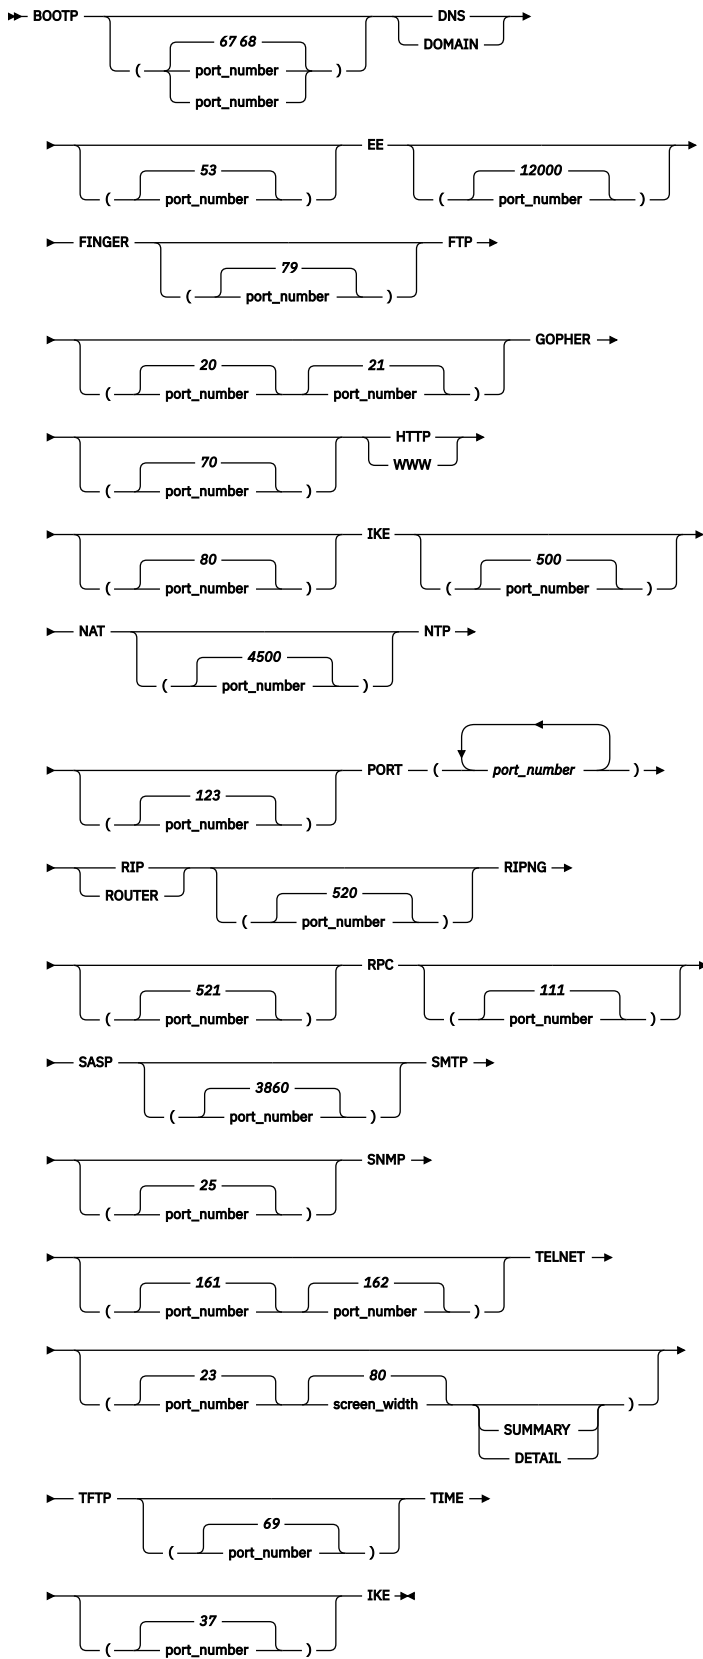 BOOTP 67 68 DNS
( port_number ) DOMAIN
port_number
53 EE 12000
( port_number ) ( port_number )
FINGER 79 FTP
( port_number )
20 21 GOPHER
( port_number port_number )
70 HTTP
( port_number ) WWW
80 IKE 500
( port_number ) ( port_number )
NAT 4500 NTP
( port_number )
123 PORT ( port_number )
( port_number )
RIP 520 RIPNG
ROUTER ( port_number )
521 RPC 111
( port_number ) ( port_number )
SASP 3860 SMTP
( port_number )
25 SNMP
( port_number )
161 162 TELNET
( port_number port_number )
23 80
( port_number screen_width )
SUMMARY
DETAIL
TFTP 69 TIME
( port_number )
37 IKE
( port_number )